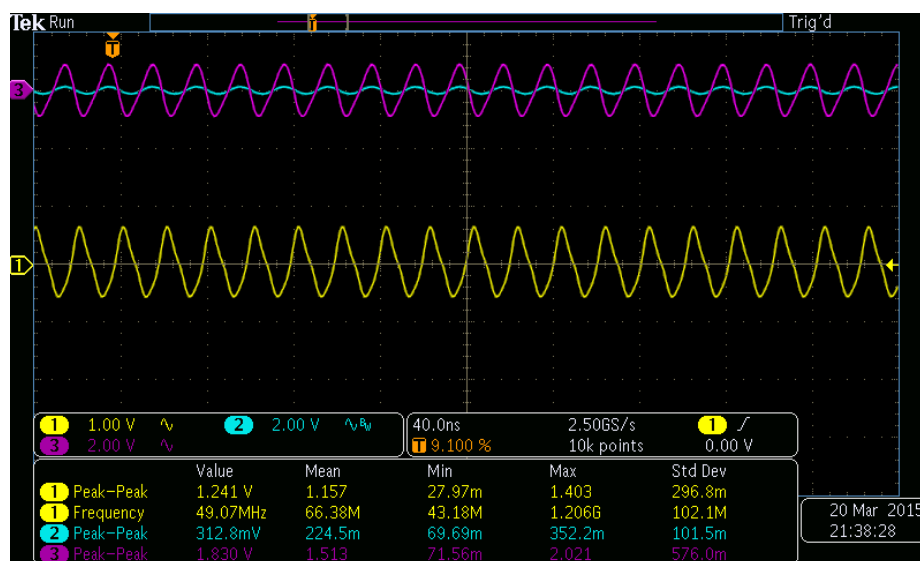 Tek Run Trig'd
T
T
3
1
1 1.00 V 2 2.00 V BW 40.0ns 2.50GS/s 1
3 2.00 V T 9.100 % 10k points 0.00 V
Value Mean Min Max Std Dev
1 Peak-Peak 1.241 V 1.157 27.97m 1.403 296.8m
1 Frequency 49.07MHz 66.38M 43.18M 1.206G 102.1M
2 Peak-Peak 312.8mV 224.5m 69.69m 352.2m 101.5m
3 Peak-Peak 1.830 V 1.513 71.56m 2.021 576.0m
20 Mar 2015
21:38:28